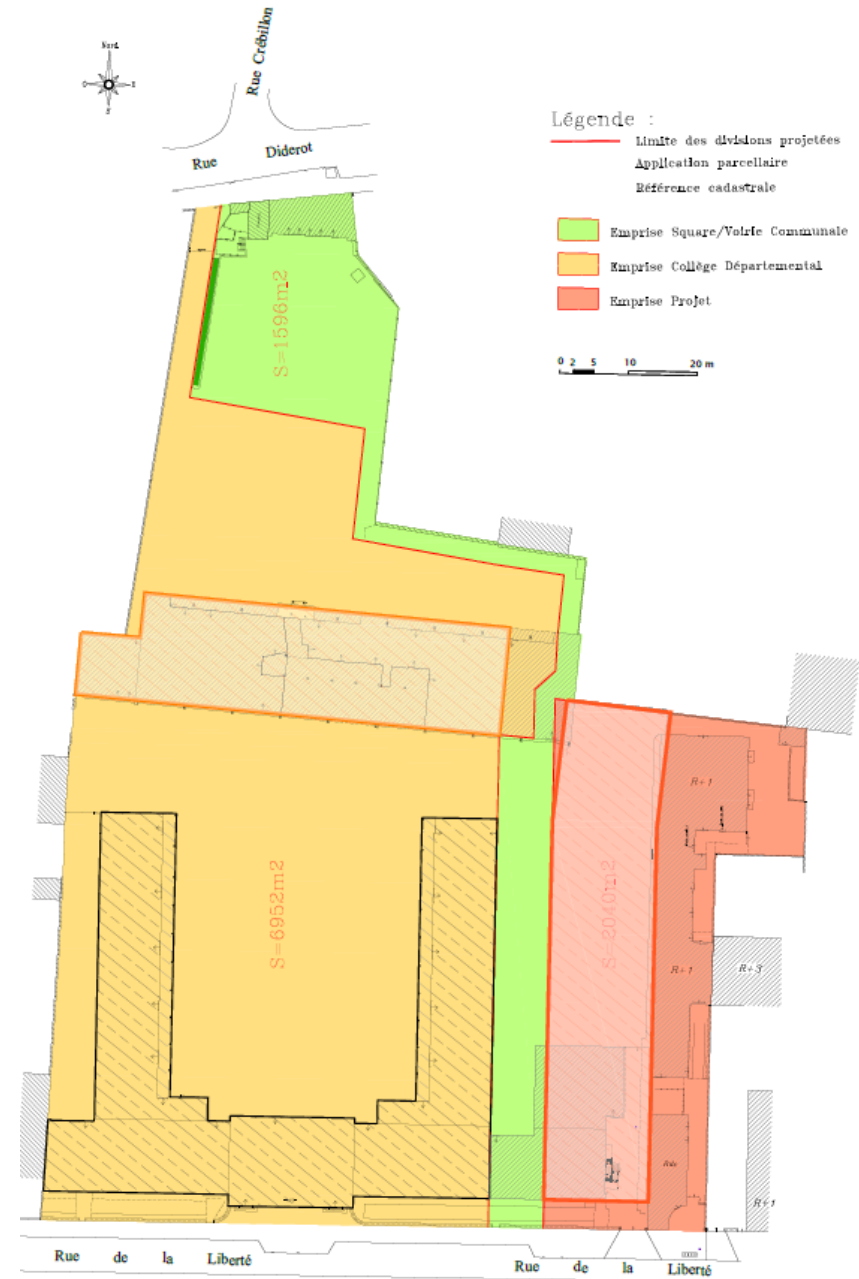 Nord
O
E
S
Rue Crébillon
Rue Diderot
Légende :
Limite des divisions projetées
Application parcellaire
Référence cadastrale
Emprise Square/Voirie Communale
Emprise Collège Départemental
Emprise Projet
0 2 5 10 20 m
S=1596m2
R+1
S=6952m2
S=2040m2
R+1
R+3
Rdc
R+1
Rue de la Liberté
Rue de la Liberté